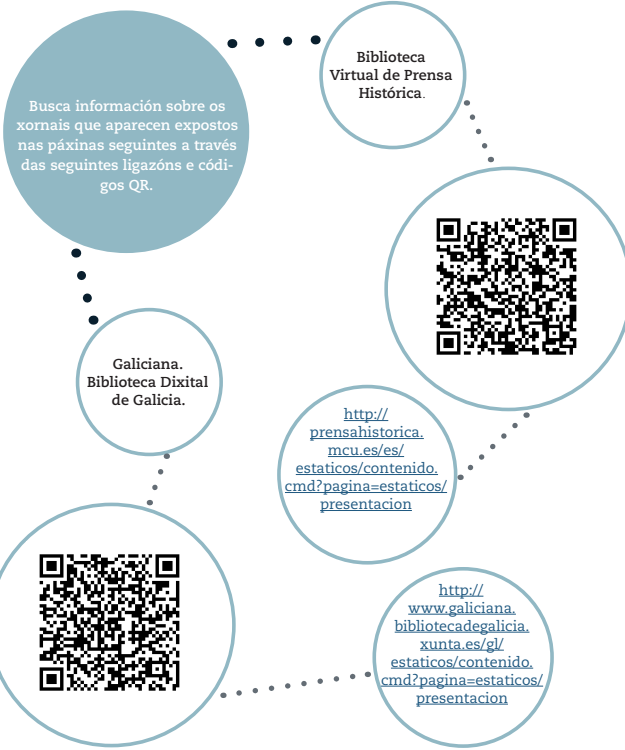 Busca información sobre os
xornais que aparecen expostos
nas páxinas seguintes a través
das seguintes ligazóns e códi-
gos QR.
Biblioteca
Virtual de Prensa
Histórica.
http://
prensahistorica.
mcu.es/es/
estaticos/contenido.
cmd?pagina=estaticos/
presentacion
Galiciana.
Biblioteca Dixital
de Galicia.
http://
www.galiciana.
bibliotecadegalicia.
xunta.es/gl/
estaticos/contenido.
cmd?pagina=estaticos/
presentacion